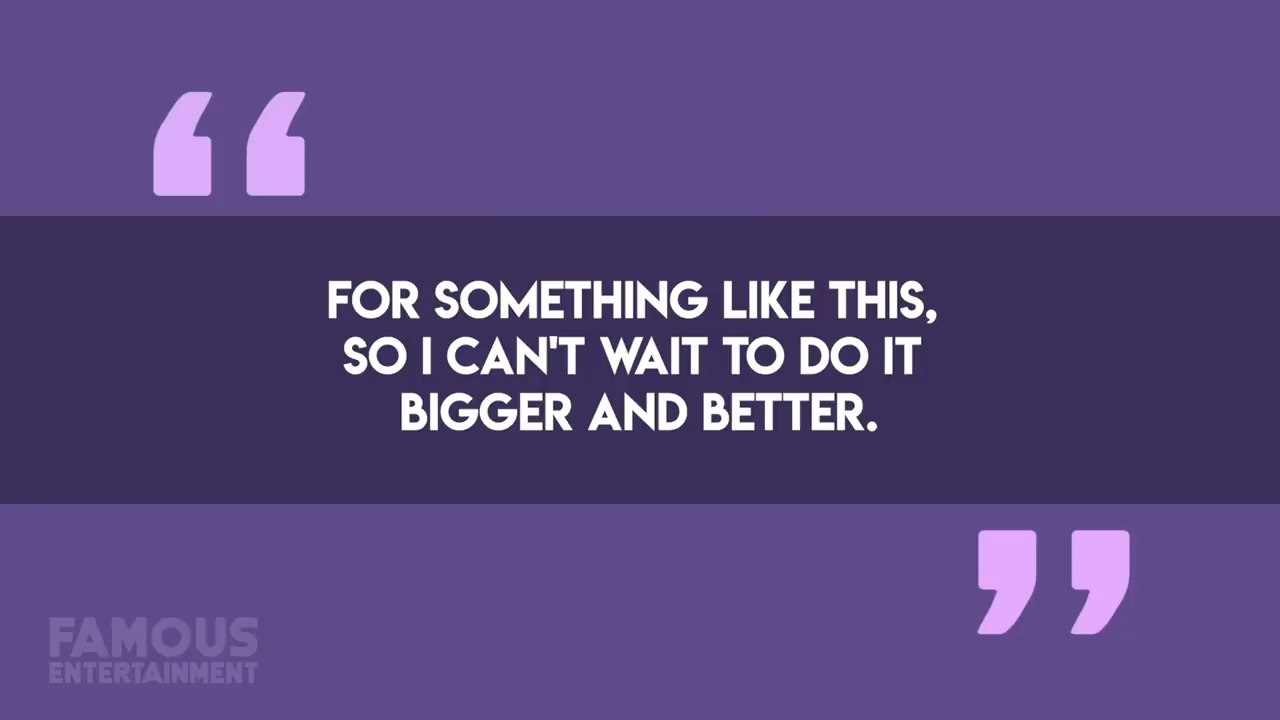 FOR SOMETHING LIKE THIS,
SO I CAN'T WAIT TO DO IT
BIGGER AND BETTER.
FAMOUS
ENTERTAINMENT